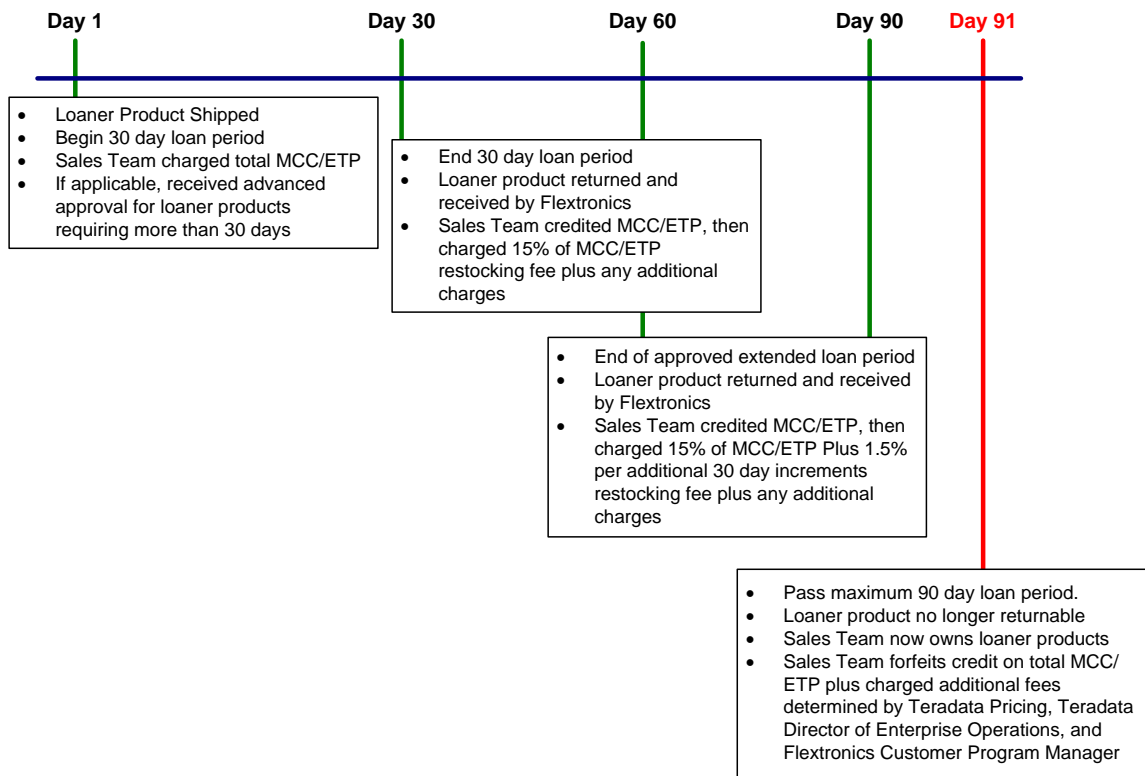 Day 1
Day 30
Day 60
Day 90
Day 91
• Loaner Product Shipped
• Begin 30 day loan period
• Sales Team charged total MCC/ETP
• If applicable, received advanced
approval for loaner products
requiring more than 30 days
• End 30 day loan period
• Loaner product returned and
received by Flextronics
• Sales Team credited MCC/ETP, then
charged 15% of MCC/ETP
restocking fee plus any additional
charges
• End of approved extended loan period
• Loaner product returned and received
by Flextronics
• Sales Team credited MCC/ETP, then
charged 15% of MCC/ETP Plus 1.5%
per additional 30 day increments
restocking fee plus any additional
charges
• Pass maximum 90 day loan period.
• Loaner product no longer returnable
• Sales Team now owns loaner products
• Sales Team forfeits credit on total MCC/
ETP plus charged additional fees
determined by Teradata Pricing, Teradata
Director of Enterprise Operations, and
Flextronics Customer Program Manager